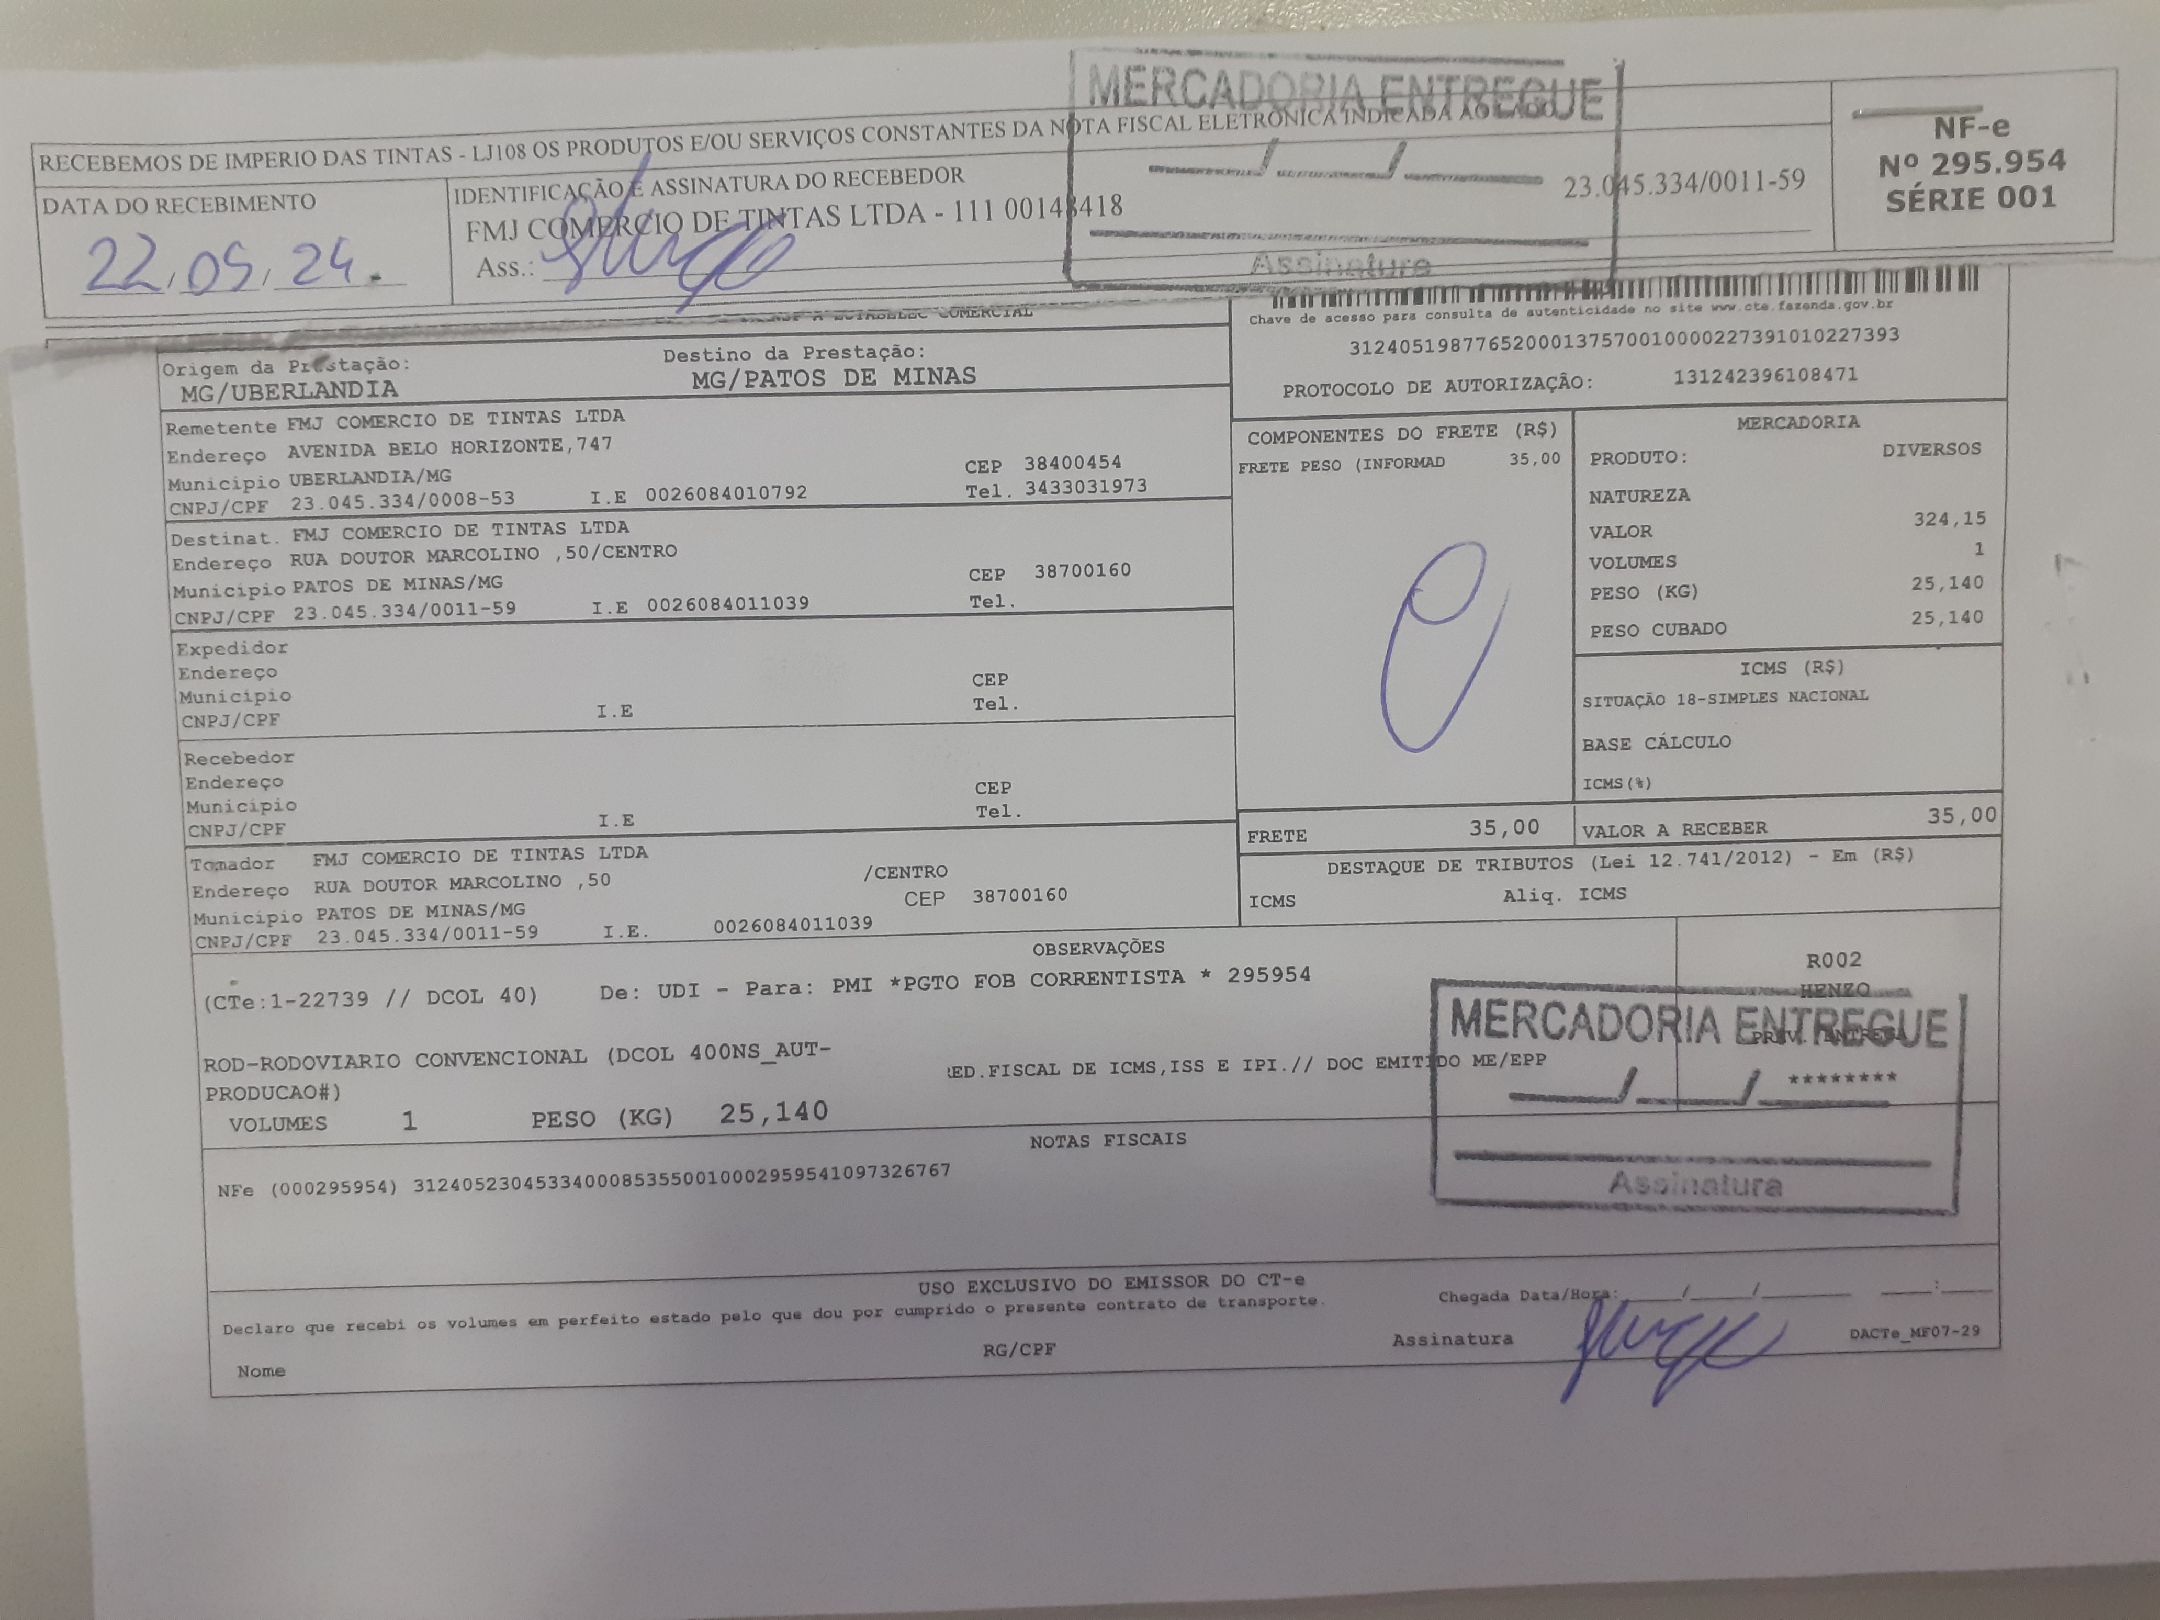 MERCADORIA ENTREGUE
RECEBEMOS DE IMPERIO DAS TINTAS - LJ108 OS PRODUTOS E/OU SERVIÇOS CONSTANTES DA NOTA FISCAL ELETRÔNICA INDICADA AO LADO
NF-e
Nº 295.954
SÉRIE 001
DATA DO RECEBIMENTO
22/05/24.
IDENTIFICAÇÃO E ASSINATURA DO RECEBEDOR
FMJ COMERCIO DE TINTAS LTDA - 111 00148418
23.045.334/0011-59
Ass.:
Assinatura
COMERCIAL
Chave de acesso para consulta de autenticidade no site www.cte.fazenda.gov.br
31240519877652000137570010000227391010227393
PROTOCOLO DE AUTORIZAÇÃO: 131242396108471
Origem da Prestação:
MG/UBERLANDIA
Destino da Prestação:
MG/PATOS DE MINAS
Remetente FMJ COMERCIO DE TINTAS LTDA
Endereço AVENIDA BELO HORIZONTE,747
Município UBERLANDIA/MG CEP 38400454
CNPJ/CPF 23.045.334/0008-53 I.E 0026084010792 Tel. 3433031973
Destinat. FMJ COMERCIO DE TINTAS LTDA
Endereço RUA DOUTOR MARCOLINO ,50/CENTRO
Município PATOS DE MINAS/MG CEP 38700160
CNPJ/CPF 23.045.334/0011-59 I.E 0026084011039 Tel.
Expedidor
Endereço
Município CEP
CNPJ/CPF I.E Tel.
Recebedor
Endereço
Município CEP
CNPJ/CPF I.E Tel.
Tomador FMJ COMERCIO DE TINTAS LTDA
Endereço RUA DOUTOR MARCOLINO ,50 /CENTRO
Município PATOS DE MINAS/MG CEP 38700160
CNPJ/CPF 23.045.334/0011-59 I.E. 0026084011039
COMPONENTES DO FRETE (R$)
FRETE PESO (INFORMAD 35,00
MERCADORIA
PRODUTO: DIVERSOS
NATUREZA
VALOR 324,15
VOLUMES 1
PESO (KG) 25,140
PESO CUBADO 25,140
ICMS (R$)
SITUAÇÃO 18-SIMPLES NACIONAL
BASE CÁLCULO
ICMS(%)
FRETE 35,00
VALOR A RECEBER 35,00
DESTAQUE DE TRIBUTOS (Lei 12.741/2012) - Em (R$)
ICMS Aliq. ICMS
OBSERVAÇÕES
(CTe:1-22739 // DCOL 40) De: UDI - Para: PMI *PGTO FOB CORRENTISTA * 295954
R002
HENZO
MERCADORIA ENTREGUE
PREV. ENTREGA
********
ROD-RODOVIARIO CONVENCIONAL (DCOL 400NS_AUT-
PRODUCAO#)
RED.FISCAL DE ICMS,ISS E IPI.// DOC EMITIDO ME/EPP
VOLUMES 1 PESO (KG) 25,140
Assinatura
NOTAS FISCAIS
NFe (000295954) 31240523045334000853550010002959541097326767
USO EXCLUSIVO DO EMISSOR DO CT-e
Declaro que recebi os volumes em perfeito estado pelo que dou por cumprido o presente contrato de transporte.
Chegada Data/Hora: ____/____/____ ____:____
Nome
RG/CPF
Assinatura
DACTe_MF07-29